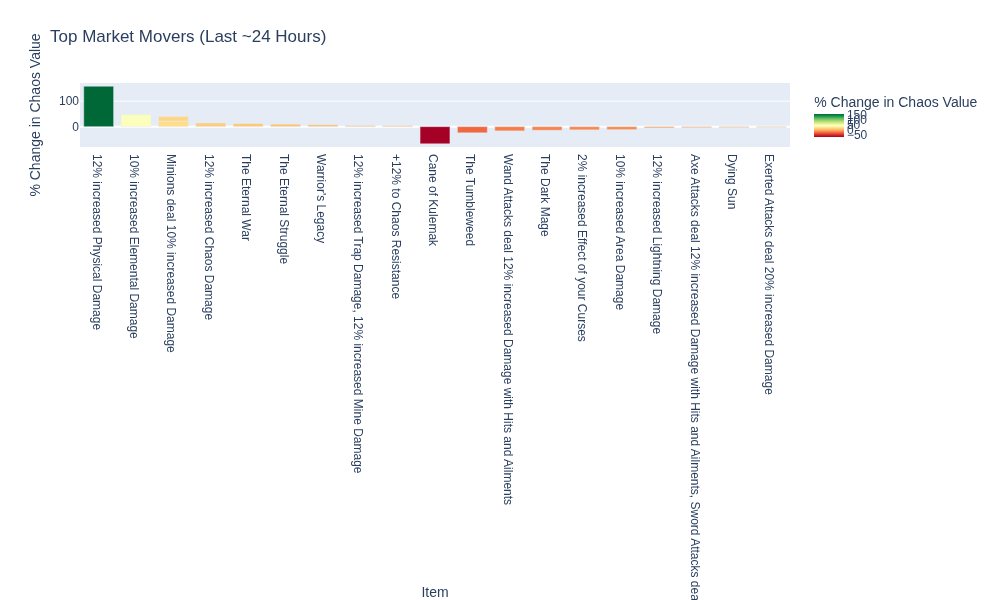 Top Market Movers (Last ~24 Hours)
% Change in Chaos Value
100
0
12% increased Physical Damage
10% increased Elemental Damage
Minions deal 10% increased Damage
12% increased Chaos Damage
The Eternal War
The Eternal Struggle
Warrior's Legacy
12% increased Trap Damage, 12% increased Mine Damage
+12% to Chaos Resistance
Cane of Kulemak
The Tumbleweed
Wand Attacks deal 12% increased Damage with Hits and Ailments
The Dark Mage
2% increased Effect of your Curses
10% increased Area Damage
12% increased Lightning Damage
Axe Attacks deal 12% increased Damage with Hits and Ailments, Sword Attacks dea
Dying Sun
Exerted Attacks deal 20% increased Damage
Item
% Change in Chaos Value
150
100
50
0
−50